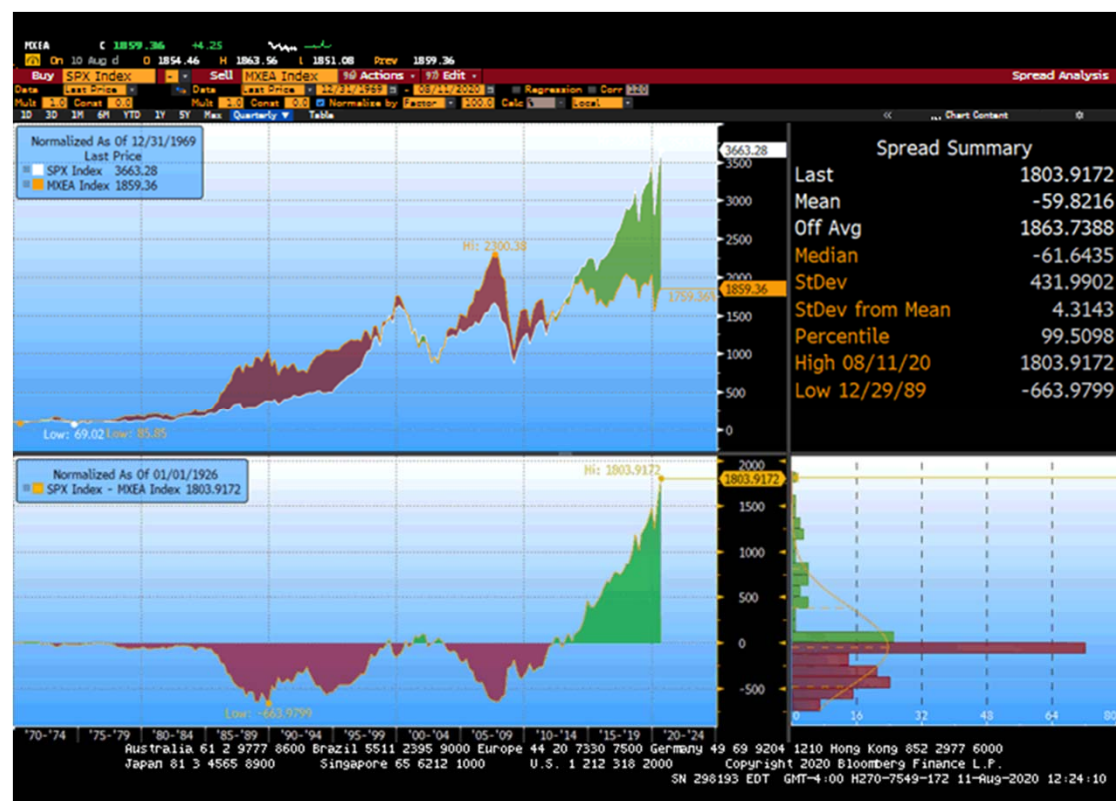 MXEA C 1859.36 +4.25
On 10 Aug d O 1854.46 H 1863.56 L 1851.08 Prev 1859.36
Buy SPX Index - Sell MXEA Index 96) Actions 97) Edit Spread Analysis
Data Last Price Data Last Price 12/31/1969 - 08/11/2020 Regression Corr 120
Mult 1.0 Const 0.0 Mult 1.0 Const 0.0 Normalize by Factor 100.0 Calc Local
1D 3D 1M 6M YTD 1Y 5Y Max Quarterly ▼ Table « Chart Content
Normalized As Of 12/31/1969
Last Price
SPX Index 3663.28
MXEA Index 1859.36
Hi: 2300.38
1759.369
Low: 69.02 Low: 85.85
3663.28
3500
3000
2500
2000
1859.36
1500
1000
500
0
Spread Summary
Last 1803.9172
Mean -59.8216
Off Avg 1863.7388
Median -61.6435
StDev 431.9902
StDev from Mean 4.3143
Percentile 99.5098
High 08/11/20 1803.9172
Low 12/29/89 -663.9799
Normalized As Of 01/01/1926
SPX Index - MXEA Index 1803.9172
Hi: 1803.9172
Low: -663.9799
2000
1803.9172
1500
1000
500
0
-500
0 16 32 48 64 80
'70-'74 '75-'79 '80-'84 '85-'89 '90-'94 '95-'99 '00-'04 '05-'09 '10-'14 '15-'19 '20-'24
Australia 61 2 9777 8600 Brazil 5511 2395 9000 Europe 44 20 7330 7500 Germany 49 69 9204 1210 Hong Kong 852 2977 6000
Japan 81 3 4565 8900 Singapore 65 6212 1000 U.S. 1 212 318 2000 Copyright 2020 Bloomberg Finance L.P.
SN 298193 EDT GMT-4:00 H270-7549-172 11-Aug-2020 12:24:10